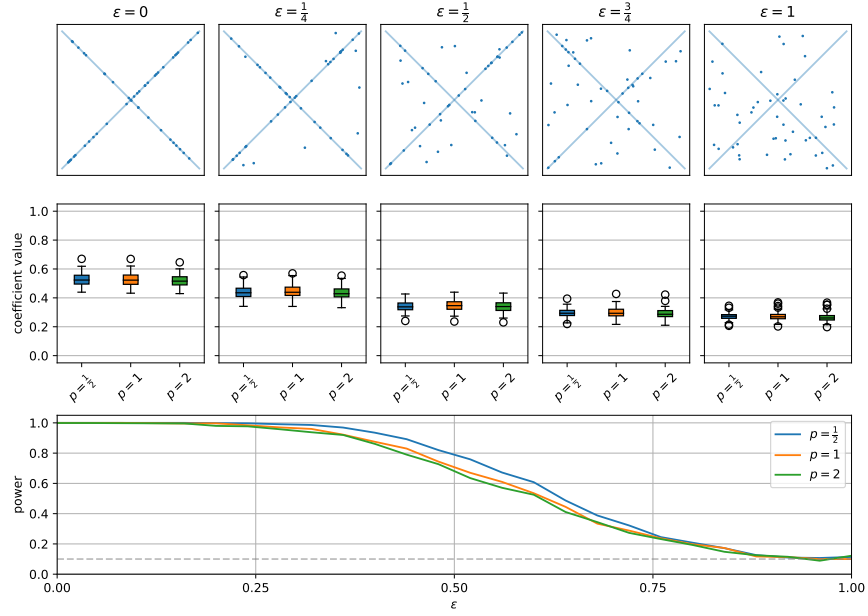 ε = 0 ε = 1/4 ε = 1/2 ε = 3/4 ε = 1
coefficient value
1.0
0.8
0.6
0.4
0.2
0.0
p = 1/2 p = 1 p = 2 p = 1/2 p = 1 p = 2 p = 1/2 p = 1 p = 2 p = 1/2 p = 1 p = 2 p = 1/2 p = 1 p = 2
power
1.0
0.8
0.6
0.4
0.2
0.0
p = 1/2
p = 1
p = 2
0.00 0.25 0.50 0.75 1.00
ε